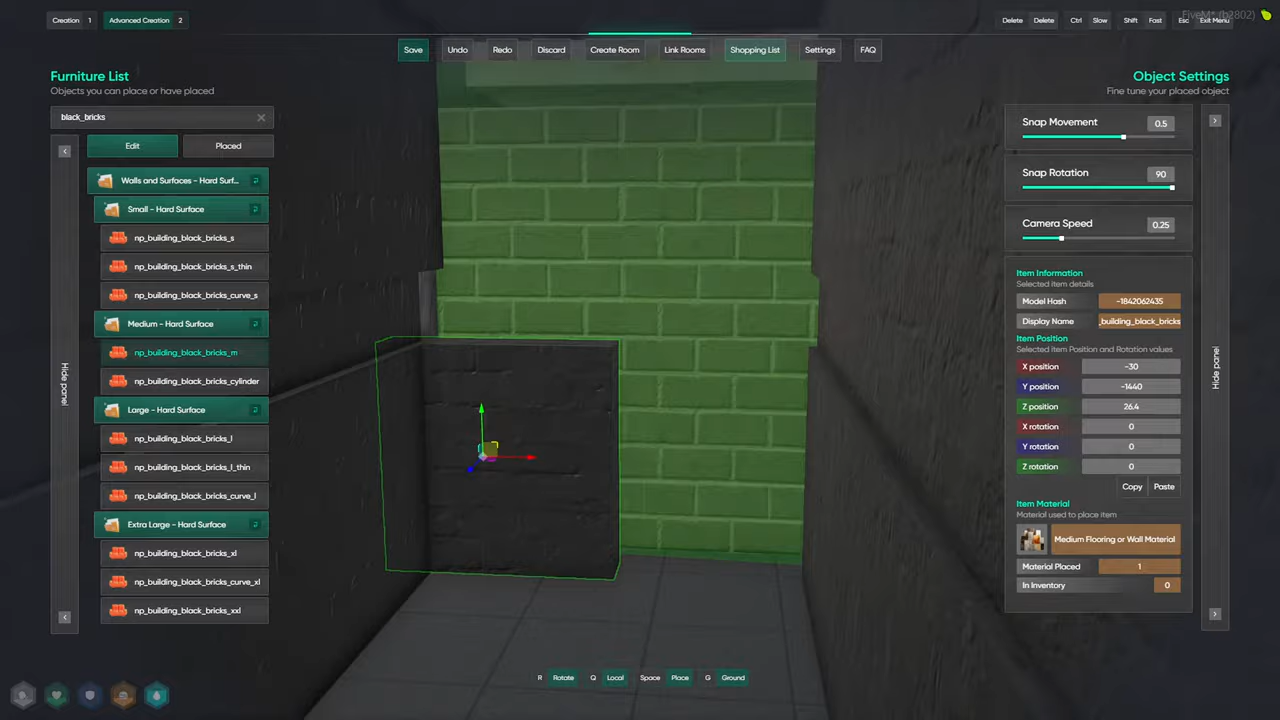 Creation 1 Advanced Creation 2
FiveM* (b2802)
Delete Delete Ctrl Slow Shift Fast Esc Exit Menu
Save Undo Redo Discard Create Room Link Rooms Shopping List Settings FAQ
Furniture List
Objects you can place or have placed
black_bricks
Edit Placed
Walls and Surfaces - Hard Surf...
Small - Hard Surface
np_building_black_bricks_s
np_building_black_bricks_s_thin
np_building_black_bricks_curve_s
Medium - Hard Surface
np_building_black_bricks_m
np_building_black_bricks_cylinder
Large - Hard Surface
np_building_black_bricks_l
np_building_black_bricks_l_thin
np_building_black_bricks_curve_l
Extra Large - Hard Surface
np_building_black_bricks_xl
np_building_black_bricks_curve_xl
np_building_black_bricks_xxl
Hide panel
Object Settings
Fine tune your placed object
Snap Movement 0.5
Snap Rotation 90
Camera Speed 0.25
Item Information
Selected item details
Model Hash -1842062435
Display Name _building_black_bricks
Item Position
Selected Item Position and Rotation values
X position -30
Y position -1440
Z position 26.4
X rotation 0
Y rotation 0
Z rotation 0
Copy Paste
Item Material
Material used to place item
Medium Flooring or Wall Material
Material Placed 1
In Inventory 0
Hide panel
R Rotate Q Local Space Place G Ground